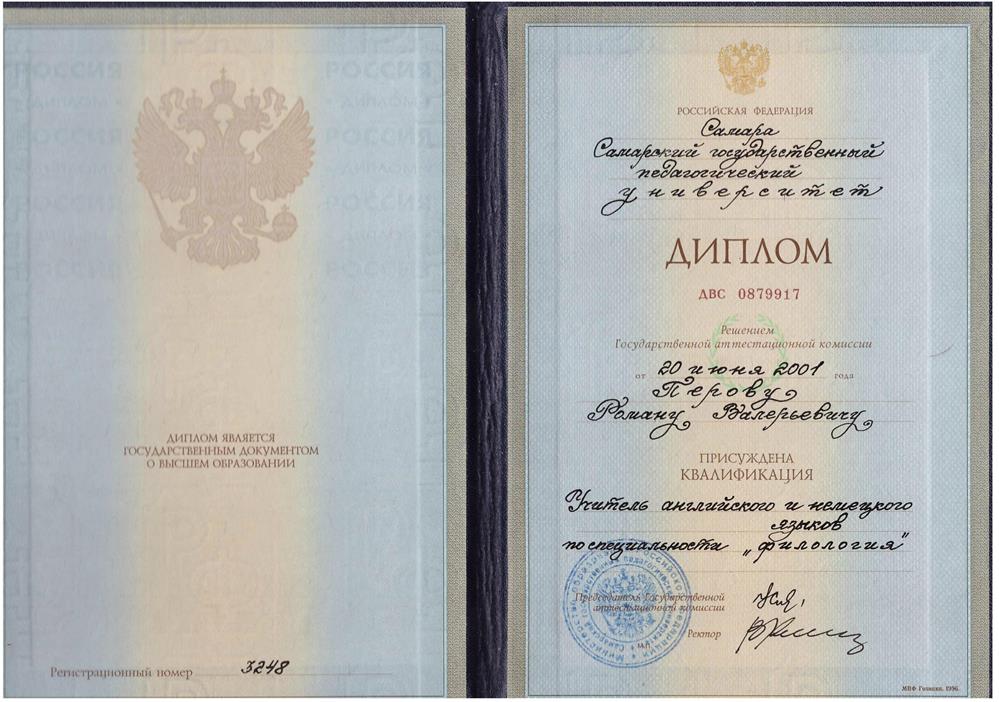 ДИПЛОМ ЯВЛЯЕТСЯ
ГОСУДАРСТВЕННЫМ ДОКУМЕНТОМ
О ВЫСШЕМ ОБРАЗОВАНИИ
Регистрационный номер 3248
РОССИЙСКАЯ ФЕДЕРАЦИЯ
Самара
Самарский государственный
педагогический
университет
ДИПЛОМ
ДВС 0879917
Решением
Государственной аттестационной комиссии
от 20 июня 2001 года
Перову
Роману Валерьевичу
ПРИСУЖДЕНА
КВАЛИФИКАЦИЯ
Учитель английского и немецкого
языков
по специальности „филология"
Председатель Государственной
аттестационной комиссии
М.П.
Ректор
МПФ Гознака. 1996.